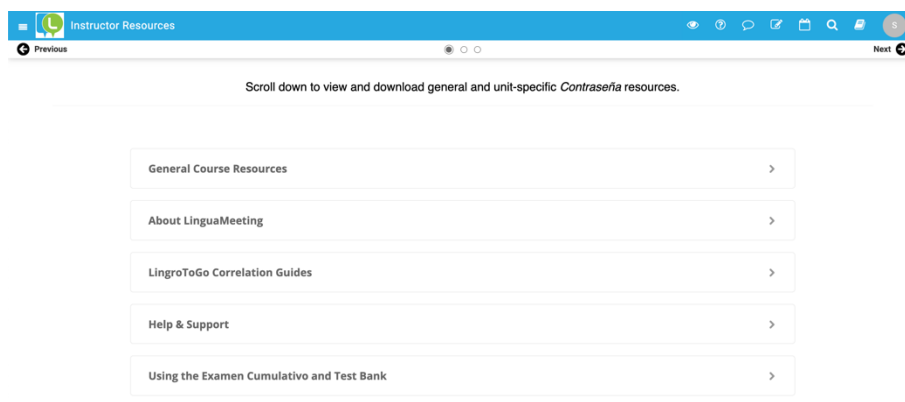 Instructor Resources
S
Previous
Next
Scroll down to view and download general and unit-specific Contraseña resources.
General Course Resources
About LinguaMeeting
LingroToGo Correlation Guides
Help & Support
Using the Examen Cumulativo and Test Bank